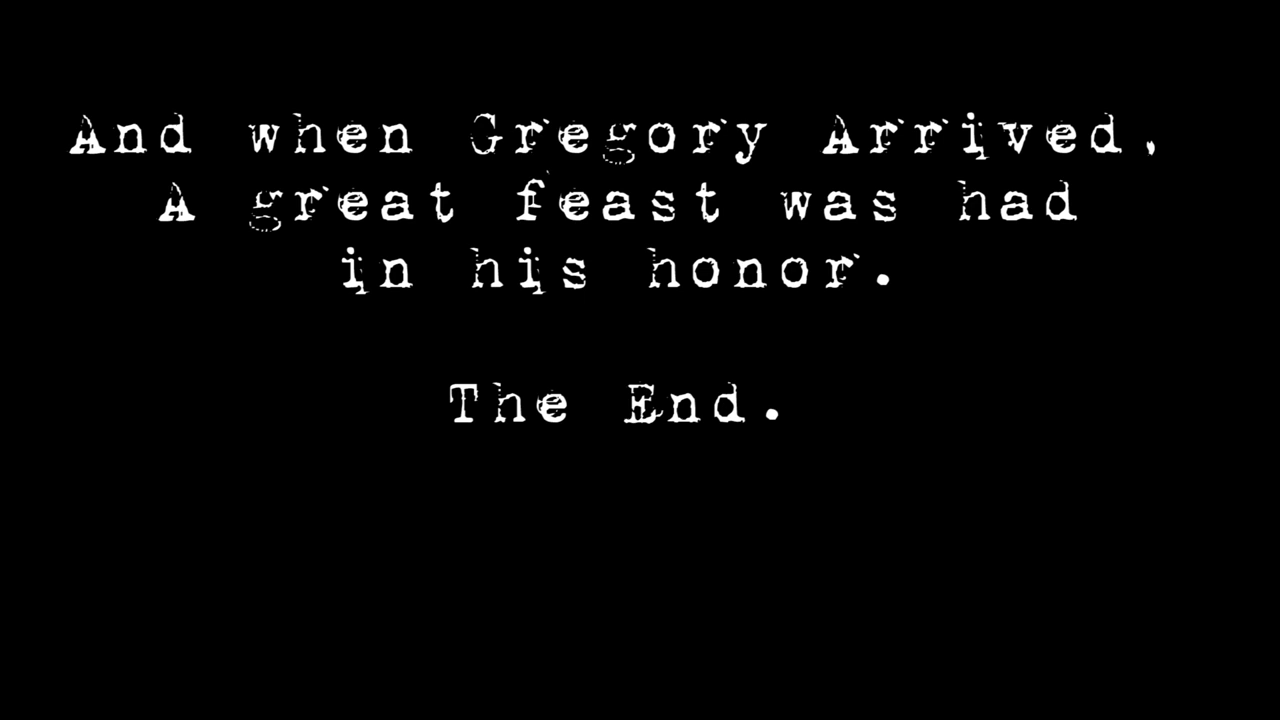 And when Gregory Arrived,
A great feast was had
in his honor.
The End.